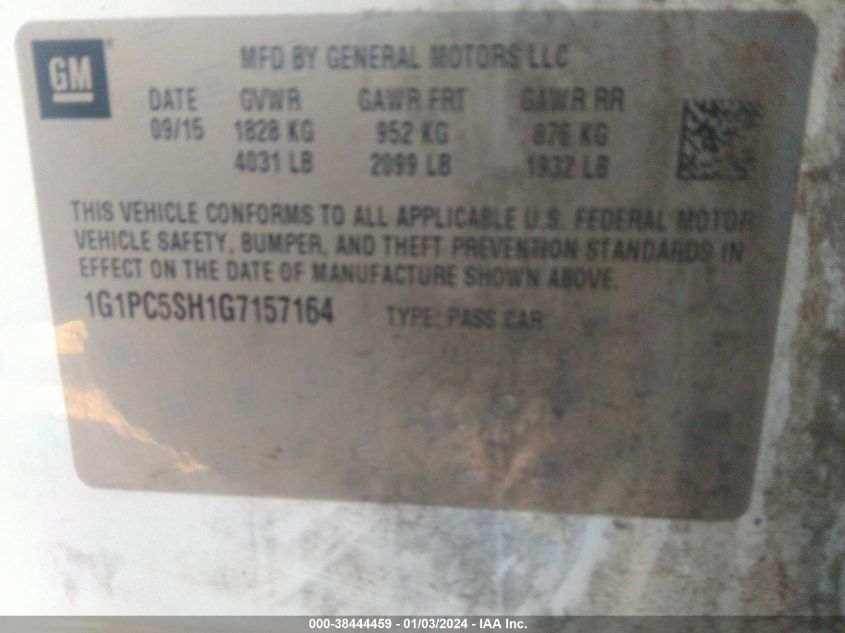 GM
MFD BY GENERAL MOTORS LLC
DATE GVWR GAWR FRT GAWR RR
09/15 1828 KG 952 KG 876 KG
4031 LB 2099 LB 1932 LB
THIS VEHICLE CONFORMS TO ALL APPLICABLE U.S. FEDERAL MOTOR
VEHICLE SAFETY, BUMPER, AND THEFT PREVENTION STANDARDS IN
EFFECT ON THE DATE OF MANUFACTURE SHOWN ABOVE.
1G1PC5SH1G7157164 TYPE: PASS CAR
000-38444459 - 01/03/2024 - IAA Inc.